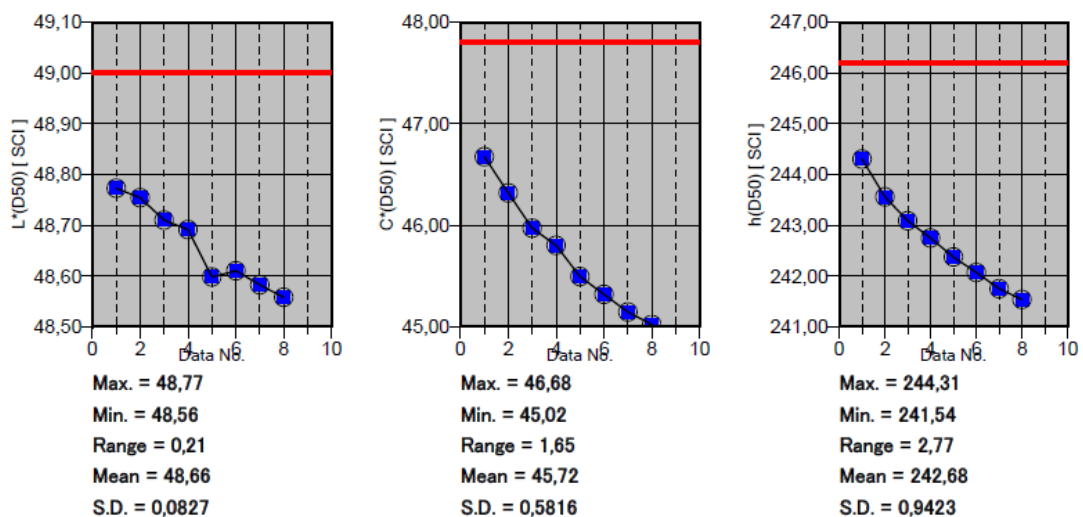 49,10
49,00
48,90
48,80
48,70
48,60
48,50
L*(D50) [ SCI ]
0 2 4 6 8 10
Data No.
Max. = 48,77
Min. = 48,56
Range = 0,21
Mean = 48,66
S.D. = 0,0827
48,00
47,00
46,00
45,00
C*(D50) [ SCI ]
0 2 4 6 8 10
Data No.
Max. = 46,68
Min. = 45,02
Range = 1,65
Mean = 45,72
S.D. = 0,5816
247,00
246,00
245,00
244,00
243,00
242,00
241,00
h(D50) [ SCI ]
0 2 4 6 8 10
Data No.
Max. = 244,31
Min. = 241,54
Range = 2,77
Mean = 242,68
S.D. = 0,9423